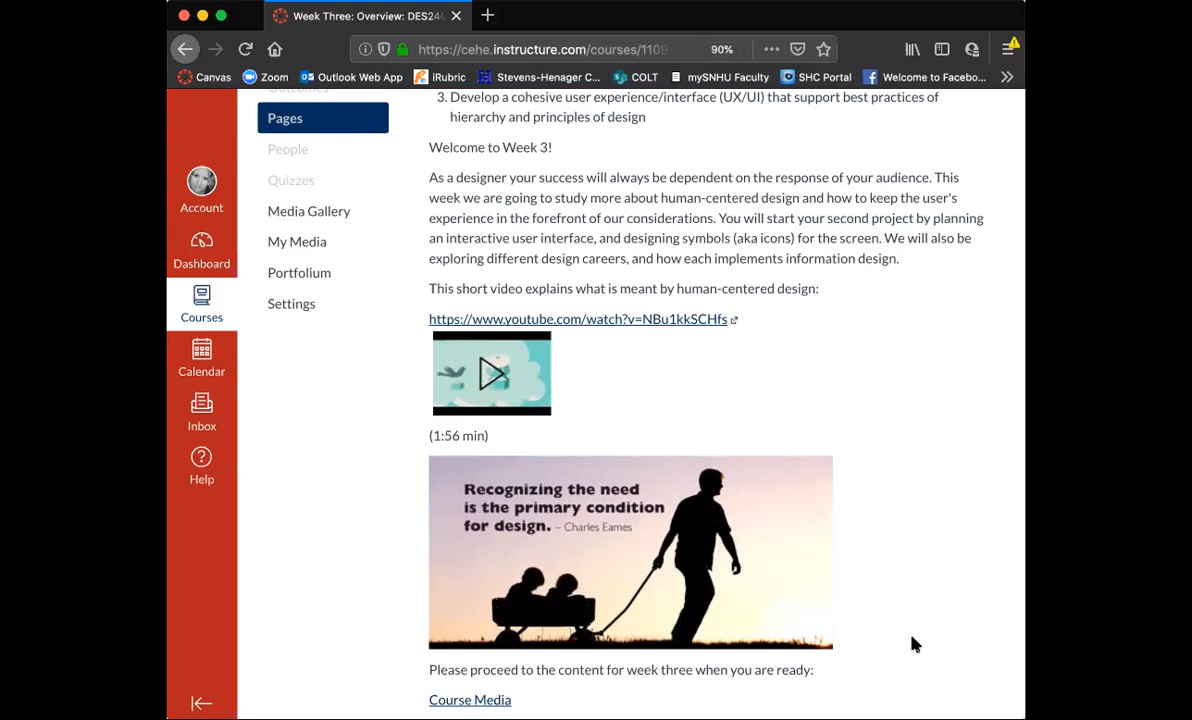 Week Three: Overview: DES240
https://cehe.instructure.com/courses/1109
90%
Canvas
Zoom
Outlook Web App
iRubric
Stevens-Henager C...
COLT
mySNHU Faculty
SHC Portal
Welcome to Facebo...
Outcomes
Pages
People
Quizzes
Media Gallery
My Media
Portfolium
Settings
Account
Dashboard
Courses
Calendar
Inbox
Help
3. Develop a cohesive user experience/interface (UX/UI) that support best practices of
hierarchy and principles of design
Welcome to Week 3!
As a designer your success will always be dependent on the response of your audience. This
week we are going to study more about human-centered design and how to keep the user's
experience in the forefront of our considerations. You will start your second project by planning
an interactive user interface, and designing symbols (aka icons) for the screen. We will also be
exploring different design careers, and how each implements information design.
This short video explains what is meant by human-centered design:
https://www.youtube.com/watch?v=NBu1kkSCHfs
(1:56 min)
Recognizing the need
is the primary condition
for design. – Charles Eames
Please proceed to the content for week three when you are ready:
Course Media